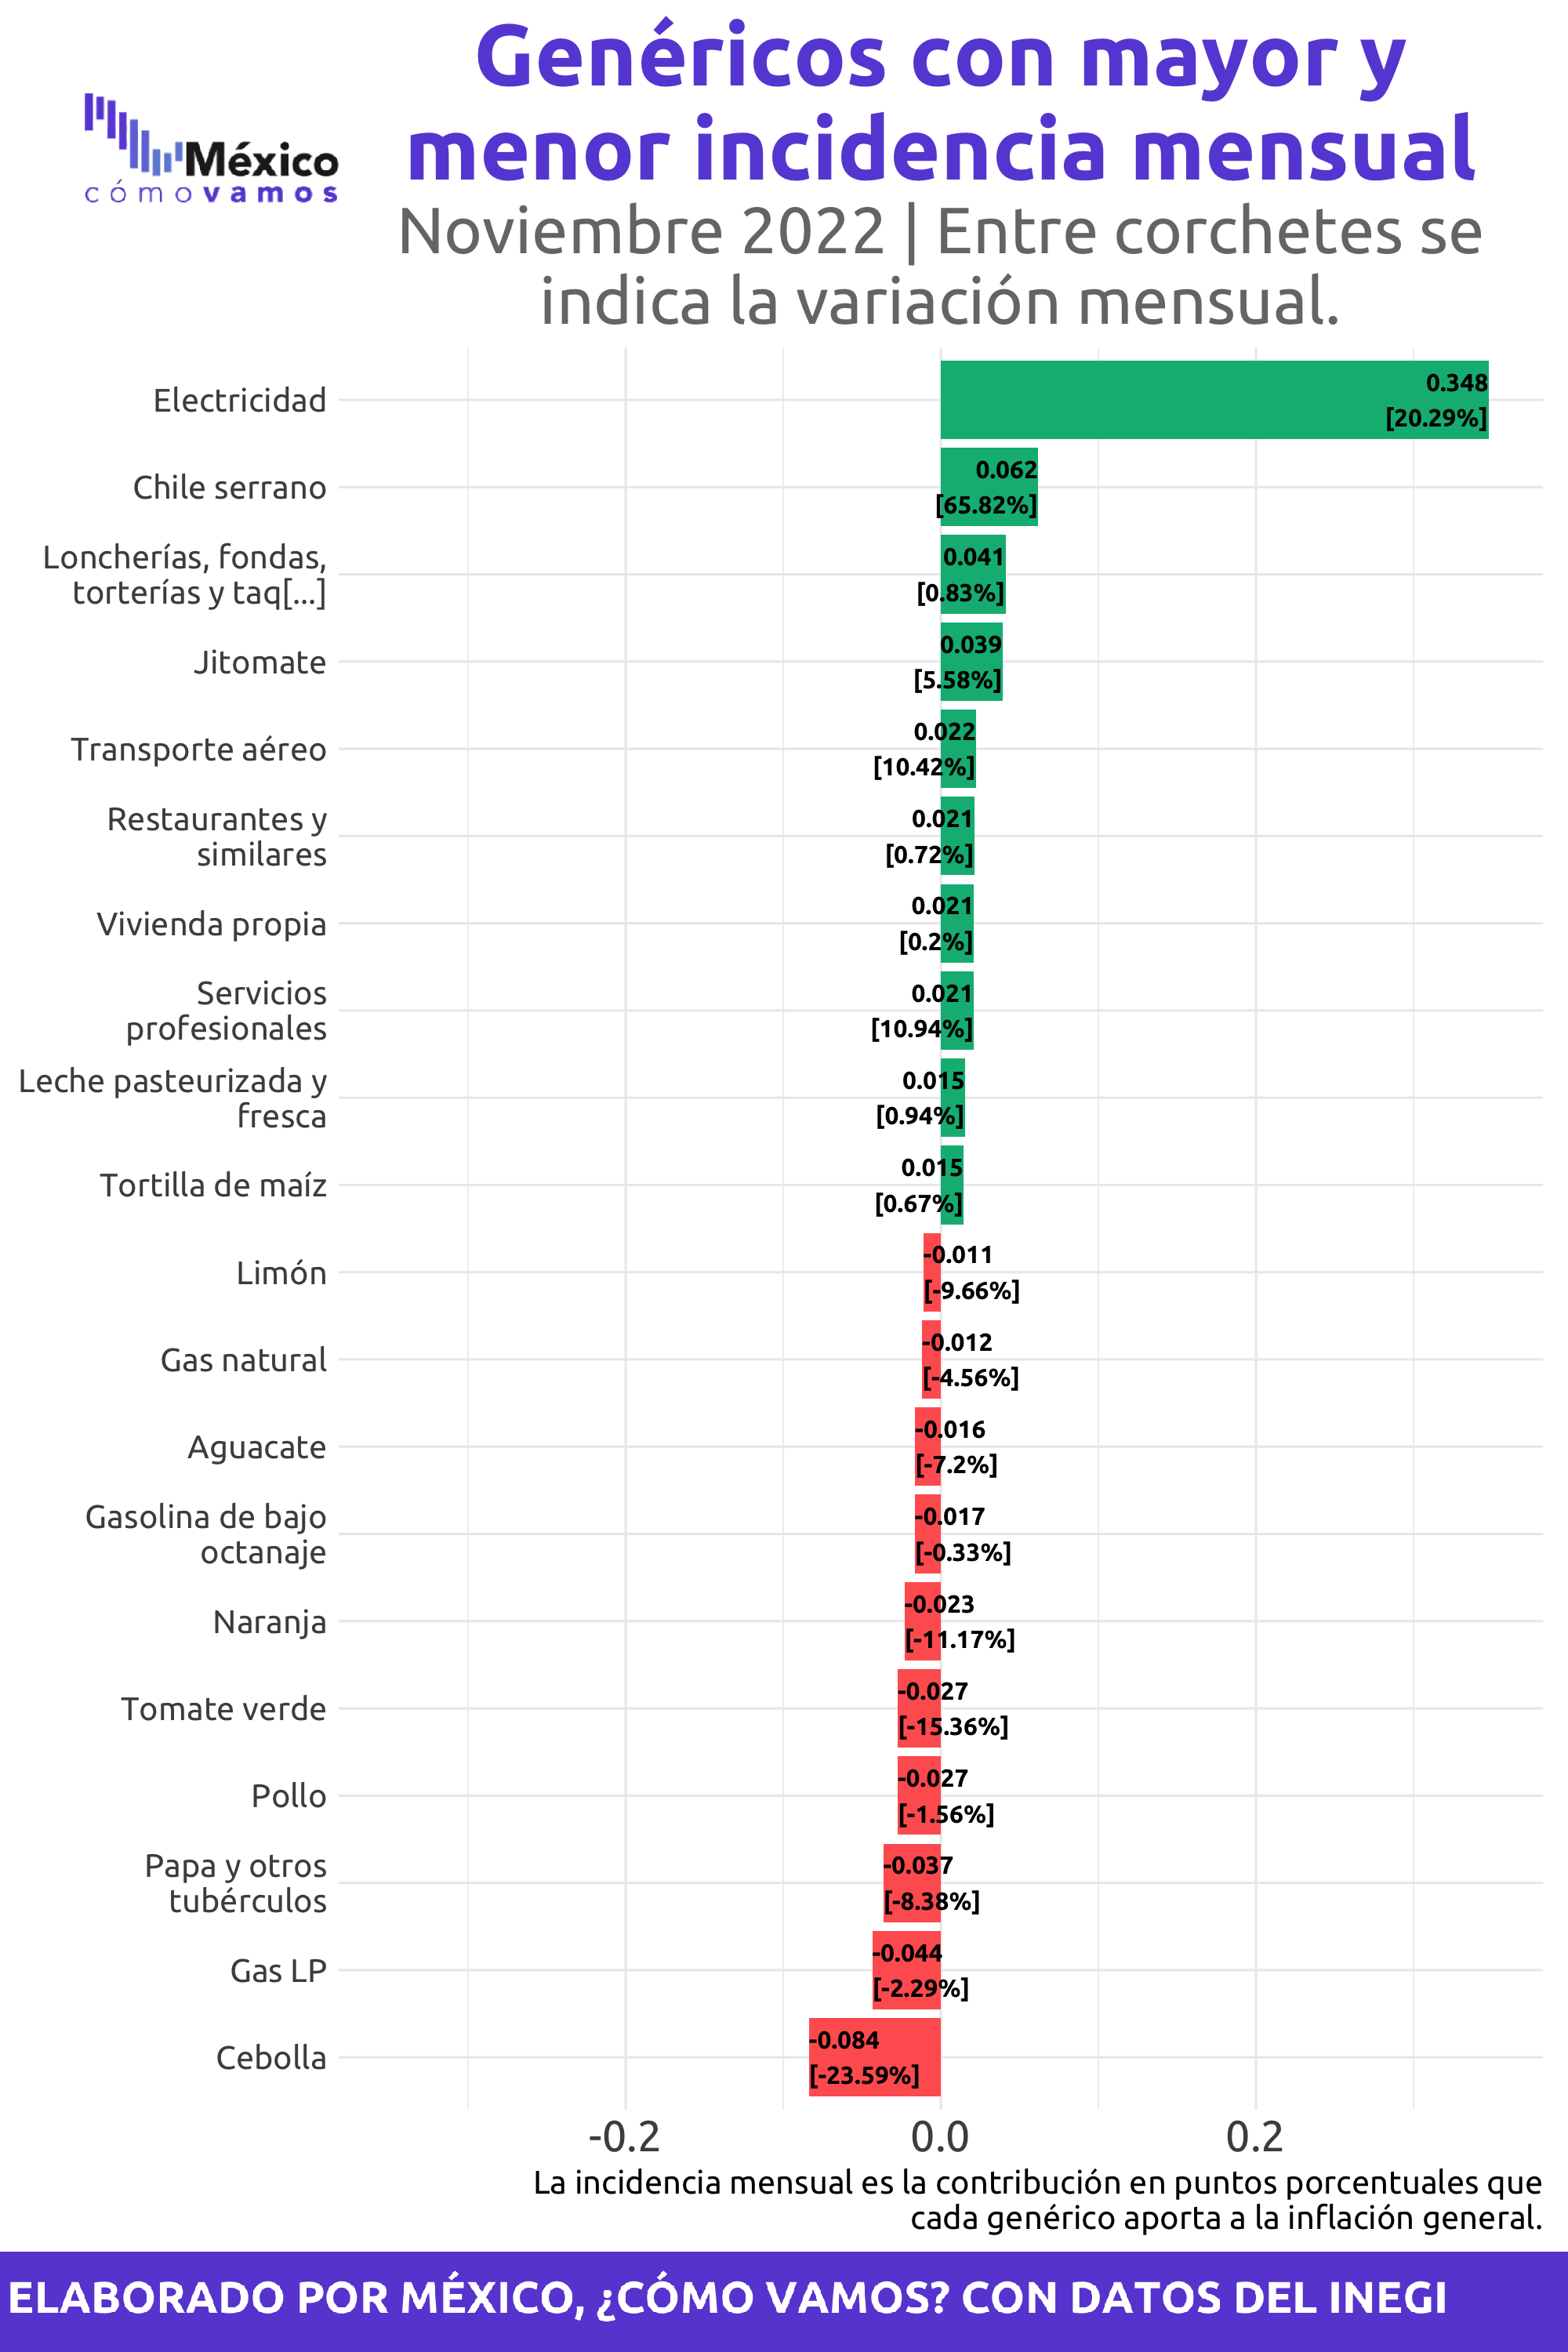 Genéricos con mayor y
menor incidencia mensual
México
cómovamos
Noviembre 2022 | Entre corchetes se
indica la variación mensual.
Electricidad
0.348
[20.29%]
Chile serrano
0.062
[65.82%]
Loncherías, fondas,
torterías y taq[...]
0.041
[0.83%]
Jitomate
0.039
[5.58%]
Transporte aéreo
0.022
[10.42%]
Restaurantes y
similares
0.021
[0.72%]
Vivienda propia
0.021
[0.2%]
Servicios
profesionales
0.021
[10.94%]
Leche pasteurizada y
fresca
0.015
[0.94%]
Tortilla de maíz
0.015
[0.67%]
Limón
-0.011
[-9.66%]
Gas natural
-0.012
[-4.56%]
Aguacate
-0.016
[-7.2%]
Gasolina de bajo
octanaje
-0.017
[-0.33%]
Naranja
-0.023
[-11.17%]
Tomate verde
-0.027
[-15.36%]
Pollo
-0.027
[-1.56%]
Papa y otros
tubérculos
-0.037
[-8.38%]
Gas LP
-0.044
[-2.29%]
Cebolla
-0.084
[-23.59%]
-0.2 0.0 0.2
La incidencia mensual es la contribución en puntos porcentuales que
cada genérico aporta a la inflación general.
ELABORADO POR MÉXICO, ¿CÓMO VAMOS? CON DATOS DEL INEGI